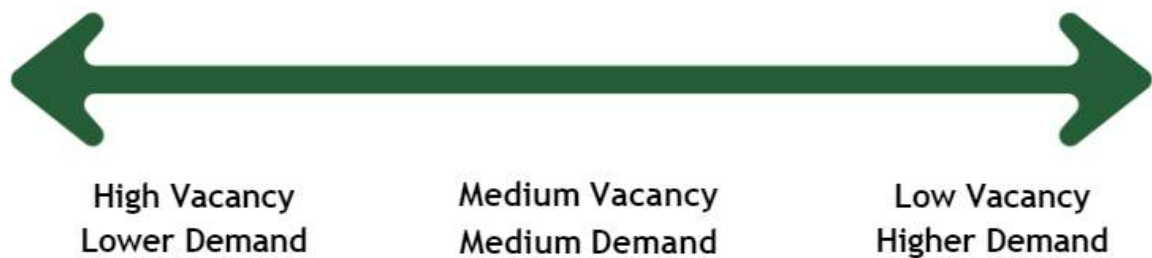 High Vacancy
Lower Demand
Medium Vacancy
Medium Demand
Low Vacancy
Higher Demand